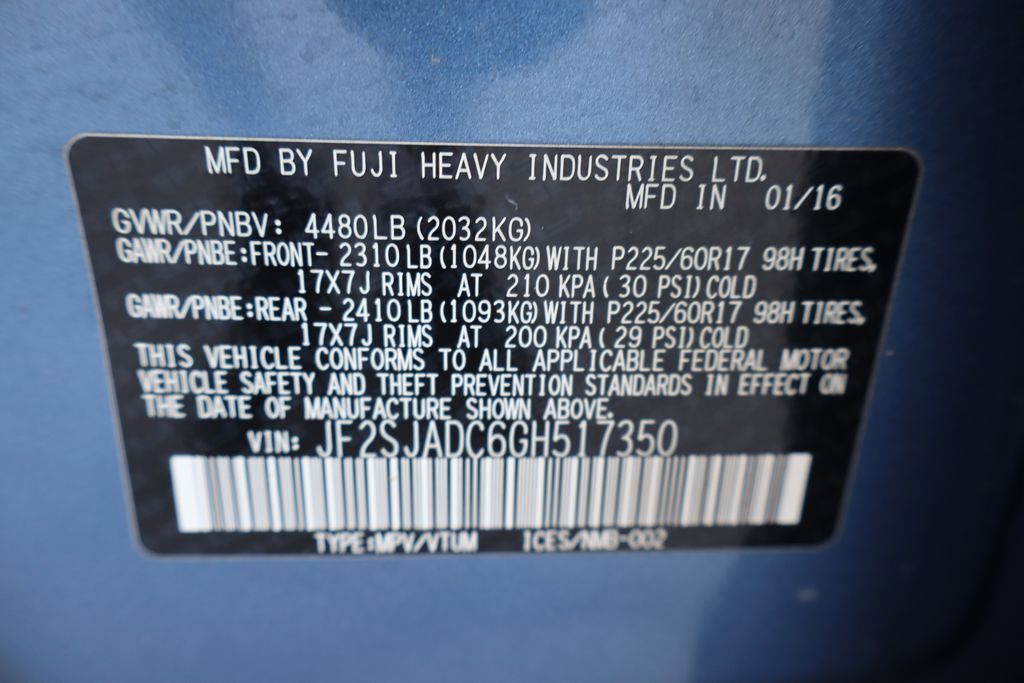 MFD BY FUJI HEAVY INDUSTRIES LTD.
MFD IN 01/16
GVWR/PNBV: 4480LB (2032KG)
GAWR/PNBE:FRONT- 2310LB (1048KG) WITH P225/60R17 98H TIRES,
17X7J RIMS AT 210 KPA ( 30 PSI) COLD
GAWR/PNBE:REAR - 2410LB (1093KG) WITH P225/60R17 98H TIRES,
17X7J RIMS AT 200 KPA ( 29 PSI) COLD
THIS VEHICLE CONFORMS TO ALL APPLICABLE FEDERAL MOTOR
VEHICLE SAFETY AND THEFT PREVENTION STANDARDS IN EFFECT ON
THE DATE OF MANUFACTURE SHOWN ABOVE.
VIN: JF2SJADC6GH517350
TYPE:MPV/VTUM ICES/NMB-002